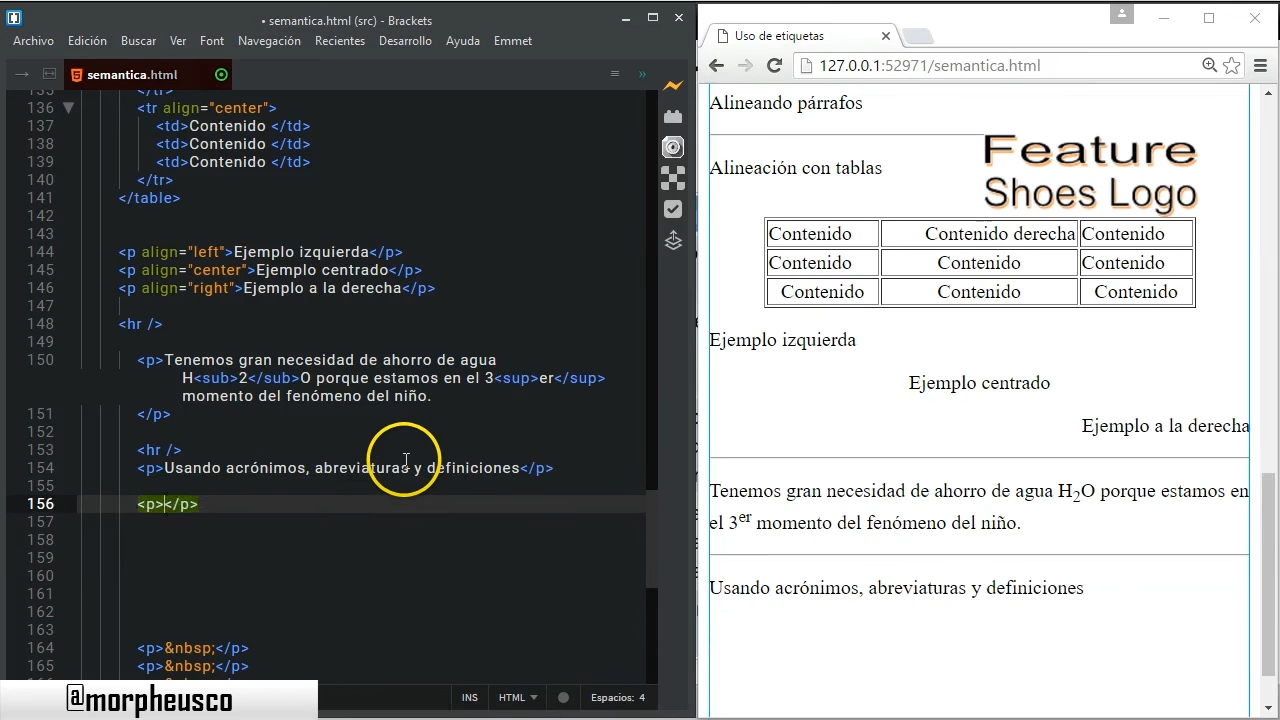 • semantica.html (src) - Brackets
Archivo Edición Buscar Ver Font Navegación Recientes Desarrollo Ayuda Emmet
semantica.html
136 <tr align="center">
137 <td>Contenido </td>
138 <td>Contenido </td>
139 <td>Contenido </td>
140 </tr>
141 </table>
142
143
144 <p align="left">Ejemplo izquierda</p>
145 <p align="center">Ejemplo centrado</p>
146 <p align="right">Ejemplo a la derecha</p>
147
148 <hr />
149
150 <p>Tenemos gran necesidad de ahorro de agua
H<sub>2</sub>O porque estamos en el 3<sup>er</sup>
momento del fenómeno del niño.
151 </p>
152
153 <hr />
154 <p>Usando acrónimos, abreviaturas y definiciones</p>
155
156 <p></p>
157
158
159
160
161
162
163
164 <p>&nbsp;</p>
165 <p>&nbsp;</p>
INS HTML Espacios: 4
@morpheusco
Uso de etiquetas
127.0.0.1:52971/semantica.html
Alineando párrafos
Feature
Shoes Logo
Alineación con tablas
Contenido Contenido derecha Contenido
Contenido Contenido Contenido
Contenido Contenido Contenido
Ejemplo izquierda
Ejemplo centrado
Ejemplo a la derecha
Tenemos gran necesidad de ahorro de agua H2O porque estamos en
el 3er momento del fenómeno del niño.
Usando acrónimos, abreviaturas y definiciones